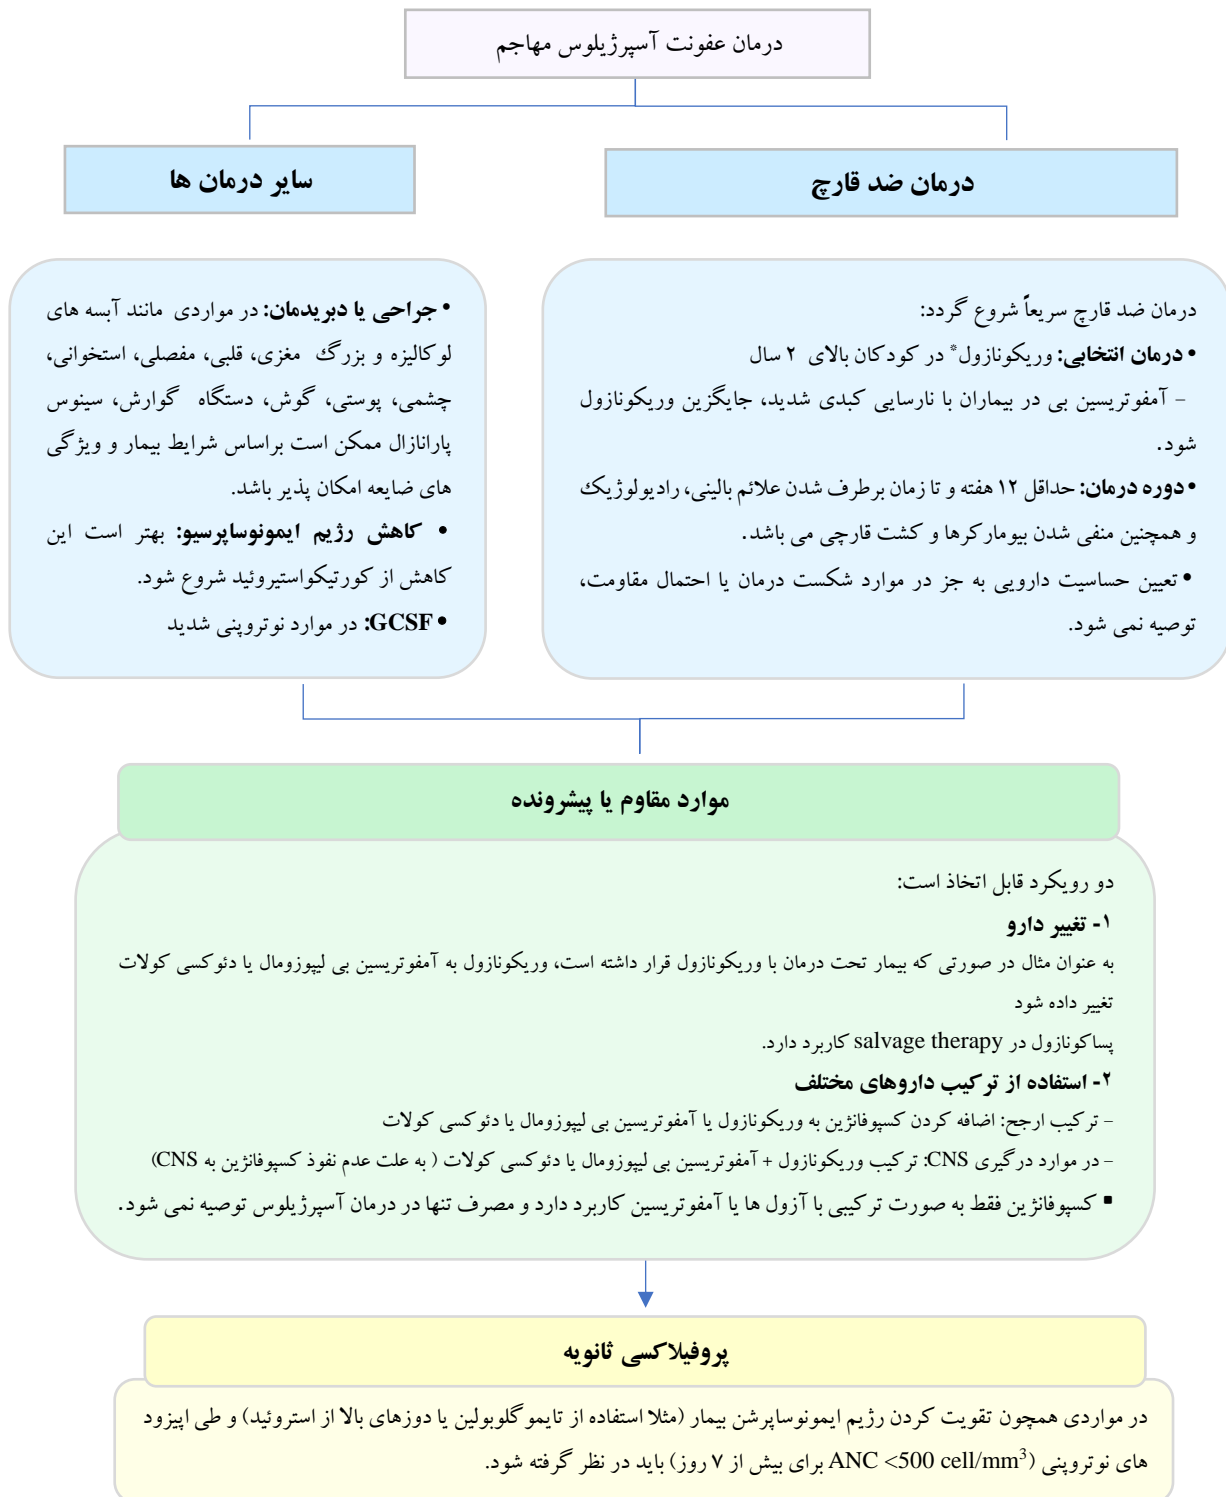 درمان عفونت آسپرژیلوس مهاجم
درمان ضد قارچ
درمان ضد قارچ سریعاً شروع گردد:
• درمان انتخابی: وریکونازول* در کودکان بالای ۲ سال
- آمفوتریسین بی در بیماران با نارسایی کبدی شدید، جایگزین وریکونازول
شود.
• دوره درمان: حداقل ۱۲ هفته و تا زمان برطرف شدن علائم بالینی، رادیولوژیک
و همچنین منفی شدن بیومارکرها و کشت قارچی می باشد.
• تعیین حساسیت دارویی به جز در موارد شکست درمان یا احتمال مقاومت،
توصیه نمی شود.
سایر درمان ها
• جراحی یا دبریدمان: در مواردی مانند آبسه های
لوکالیزه و بزرگ مغزی، قلبی، مفصلی، استخوانی،
چشمی، پوستی، گوش، دستگاه گوارش، سینوس
پارانازال ممکن است براساس شرایط بیمار و ویژگی
های ضایعه امکان پذیر باشد.
• کاهش رژیم ایمونوساپرسیو: بهتر است این
کاهش از کورتیکواستیروئید شروع شود.
• GCSF: در موارد نوتروپنی شدید
موارد مقاوم یا پیشرونده
دو رویکرد قابل اتخاذ است:
۱- تغییر دارو
به عنوان مثال در صورتی که بیمار تحت درمان با وریکونازول قرار داشته است، وریکونازول به آمفوتریسین بی لیپوزومال یا دئوکسی کولات
تغییر داده شود
پساکونازول در salvage therapy کاربرد دارد.
۲- استفاده از ترکیب داروهای مختلف
- ترکیب ارجح: اضافه کردن کسپوفانژین به وریکونازول یا آمفوتریسین بی لیپوزومال یا دئوکسی کولات
- در موارد درگیری CNS: ترکیب وریکونازول + آمفوتریسین بی لیپوزومال یا دئوکسی کولات ( به علت عدم نفوذ کسپوفانژین به CNS)
▪ کسپوفانژین فقط به صورت ترکیبی با آزول ها یا آمفوتریسین کاربرد دارد و مصرف تنها در درمان آسپرژیلوس توصیه نمی شود.
پروفیلاکسی ثانویه
در مواردی همچون تقویت کردن رژیم ایمونوساپرشن بیمار (مثلا استفاده از تایموگلوبولین یا دوزهای بالا از استروئید) و طی اپیزود
های نوتروپنی (ANC <500 cell/mm³ برای بیش از ۷ روز) باید در نظر گرفته شود.